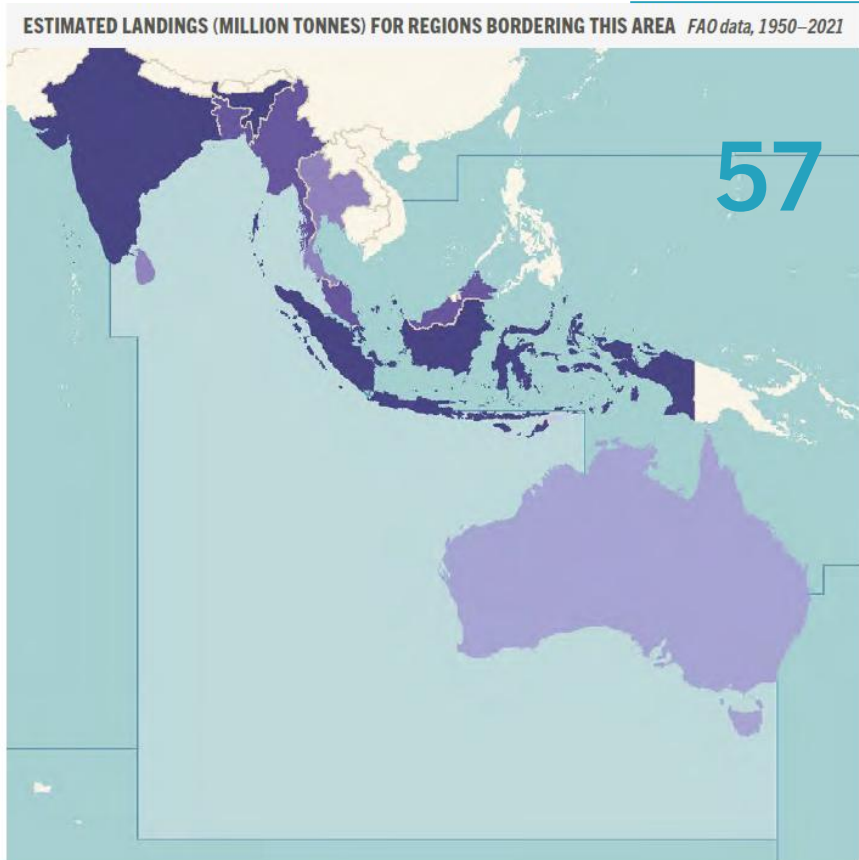 ESTIMATED LANDINGS (MILLION TONNES) FOR REGIONS BORDERING THIS AREA FAO data, 1950–2021
57